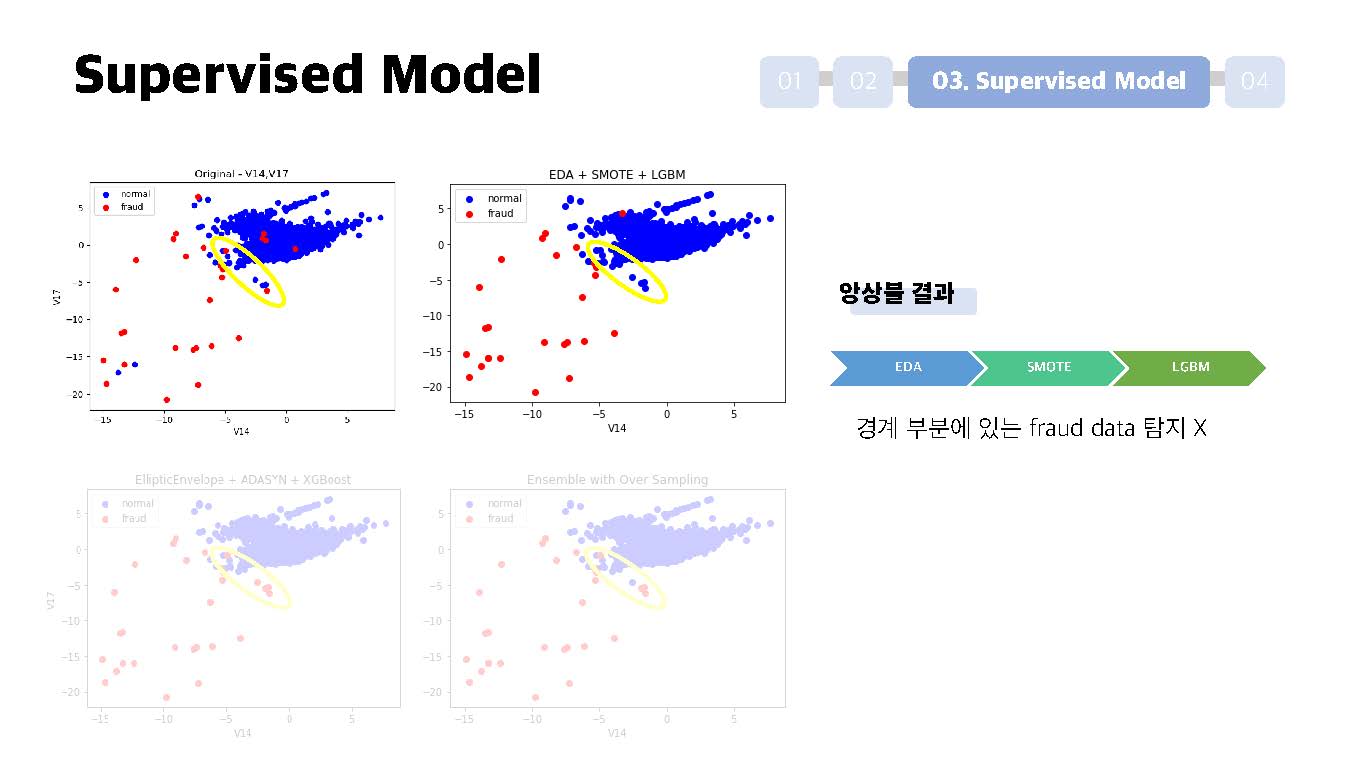 Supervised Model
01
02
03. Supervised Model
04
Original - V14,V17
normal
fraud
5
0
−5
−10
−15
−20
V17
−15
−10
−5
0
5
V14
EDA + SMOTE + LGBM
normal
fraud
5
0
−5
−10
−15
−20
−15
−10
−5
0
5
V14
앙상블 결과
EDA
SMOTE
LGBM
경계 부분에 있는 fraud data 탐지 X
EllipticEnvelope + ADASYN + XGBoost
normal
fraud
5
0
−5
−10
−15
−20
V17
−15
−10
−5
0
5
V14
Ensemble with Over Sampling
normal
fraud
5
0
−5
−10
−15
−20
−15
−10
−5
0
5
V14